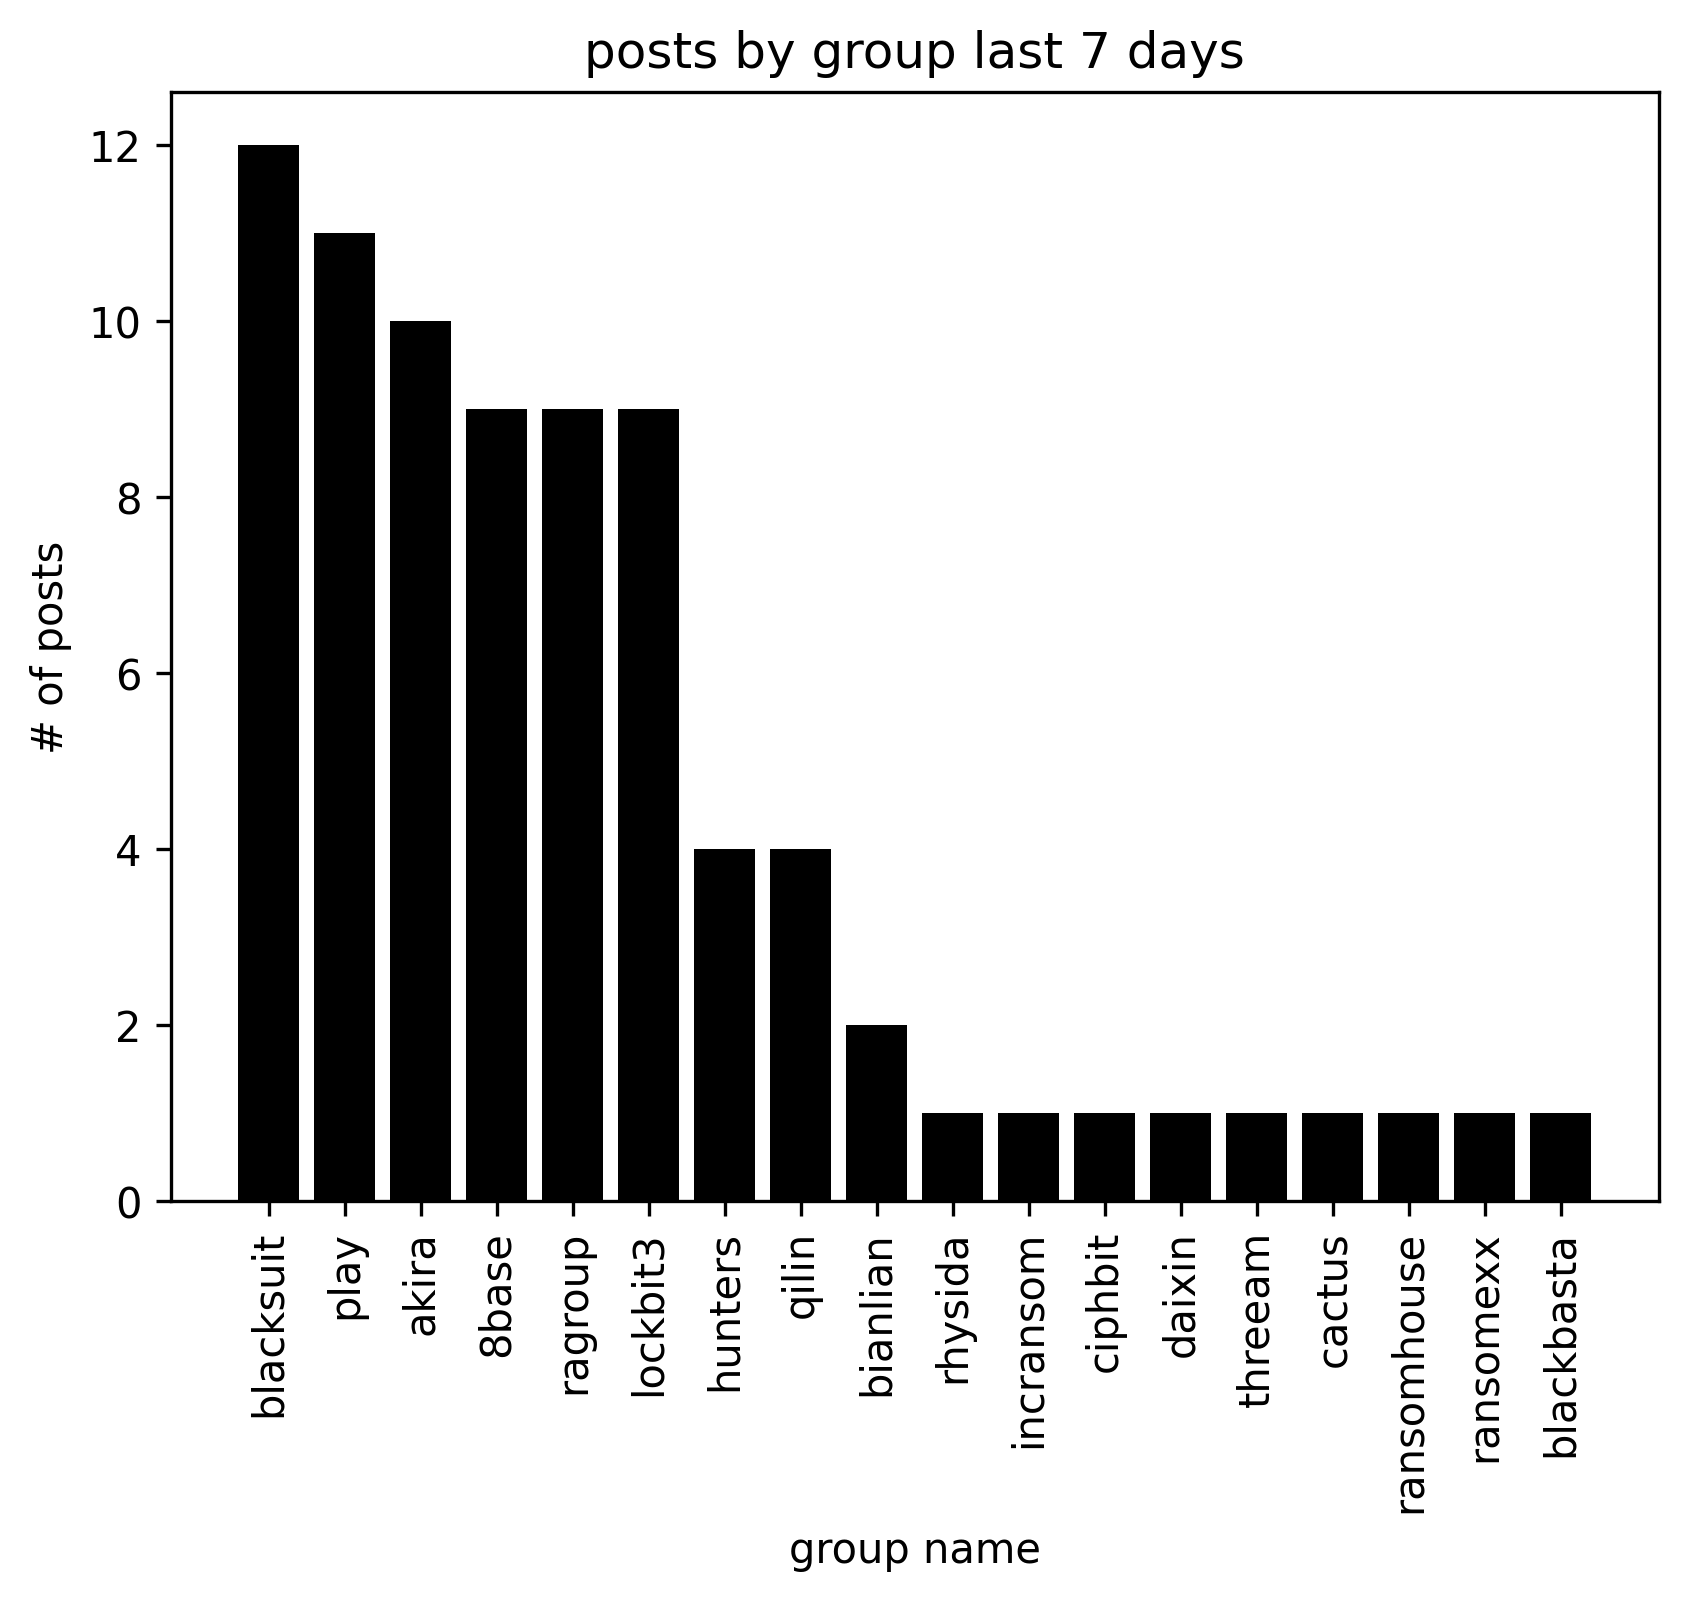 posts by group last 7 days
12
10
8
6
4
2
0
# of posts
blacksuit
play
akira
8base
ragroup
lockbit3
hunters
qilin
bianlian
rhysida
incransom
ciphbit
daixin
threeam
cactus
ransomhouse
ransomexx
blackbasta
group name